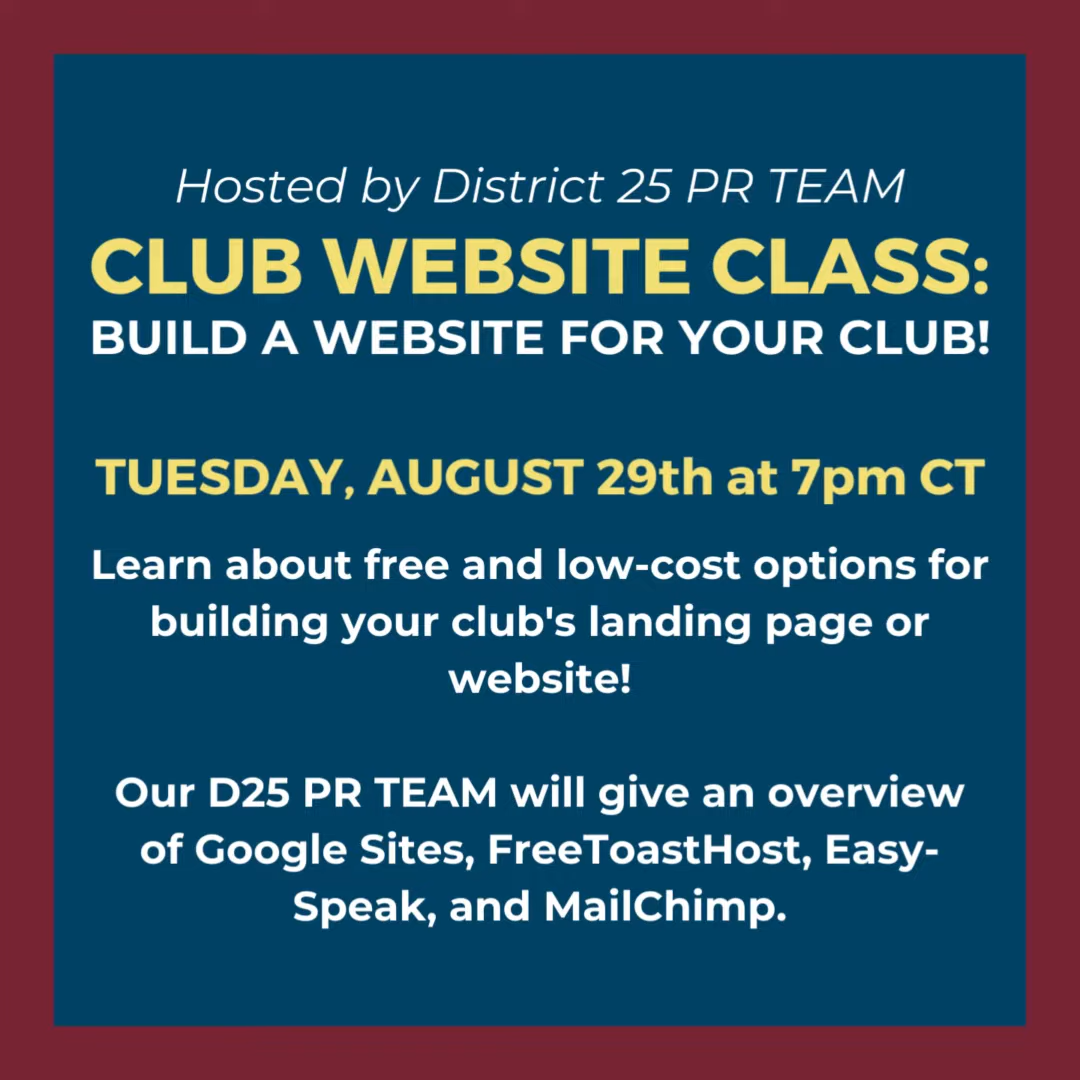 Hosted by District 25 PR TEAM
CLUB WEBSITE CLASS:
BUILD A WEBSITE FOR YOUR CLUB!
TUESDAY, AUGUST 29th at 7pm CT
Learn about free and low-cost options for
building your club's landing page or
website!
Our D25 PR TEAM will give an overview
of Google Sites, FreeToastHost, Easy-
Speak, and MailChimp.